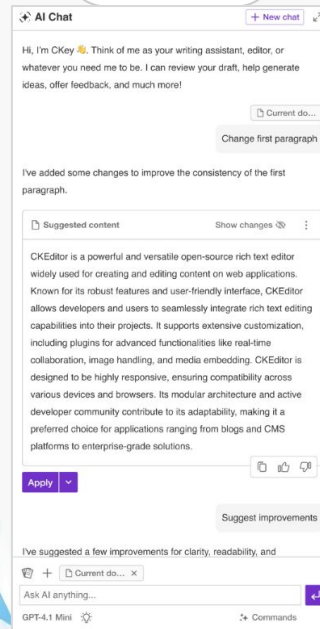 AI Chat
+ New chat
Hi, I'm CKey 👋. Think of me as your writing assistant, editor, or
whatever you need me to be. I can review your draft, help generate
ideas, offer feedback, and much more!
Current do...
Change first paragraph
I've added some changes to improve the consistency of the first
paragraph.
Suggested content
Show changes
CKEditor is a powerful and versatile open-source rich text editor
widely used for creating and editing content on web applications.
Known for its robust features and user-friendly interface, CKEditor
allows developers and users to seamlessly integrate rich text editing
capabilities into their projects. It supports extensive customization,
including plugins for advanced functionalities like real-time
collaboration, image handling, and media embedding. CKEditor is
designed to be highly responsive, ensuring compatibility across
various devices and browsers. Its modular architecture and active
developer community contribute to its adaptability, making it a
preferred choice for applications ranging from blogs and CMS
platforms to enterprise-grade solutions.
Apply
Suggest improvements
I've suggested a few improvements for clarity, readability, and
Current do... ×
Ask AI anything...
GPT-4.1 Mini
Commands